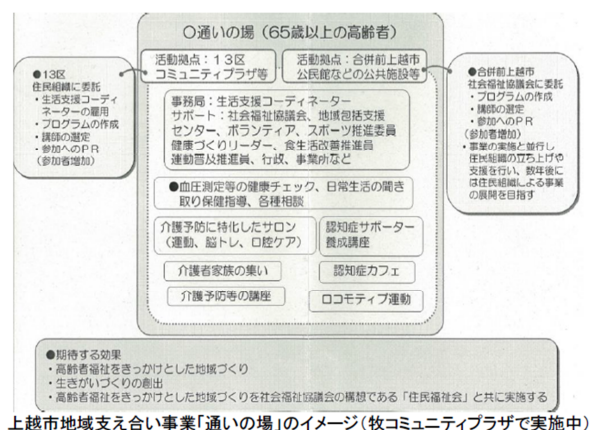 〇通いの場（65歳以上の高齢者）
活動拠点：13区
コミュニティプラザ等
活動拠点：合併前上越市
公民館などの公共施設等
●13区
住民組織に委託
・生活支援コーディ
ネーターの雇用
・プログラムの作成
・講師の選定
・参加へのPR
（参加者増加）
●合併前上越市
社会福祉協議会に委託
・プログラムの作成
・講師の選定
・参加へのPR
（参加者増加）
・事業の実施と並行し
住民組織の立ち上げや
支援を行い、数年後に
は住民組織による事業
の展開を目指す
事務局：生活支援コーディネーター
サポート：社会福祉協議会、地域包括支援
センター、ボランティア、スポーツ推進委員
健康づくりリーダー、食生活改善推進員
運動普及推進員、行政、事業所など
●血圧測定等の健康チェック、日常生活の聞き
取り保健指導、各種相談
介護予防に特化したサロン
（運動、脳トレ、口腔ケア）
認知症サポーター
養成講座
介護者家族の集い
認知症カフェ
介護予防等の講座
ロコモティブ運動
●期待する効果
・高齢者福祉をきっかけとした地域づくり
・生きがいづくりの創出
・高齢者福祉をきっかけとした地域づくりを社会福祉協議会の構想である「住民福祉会」と共に実施する
上越市地域支え合い事業「通いの場」のイメージ（牧コミュニティプラザで実施中）